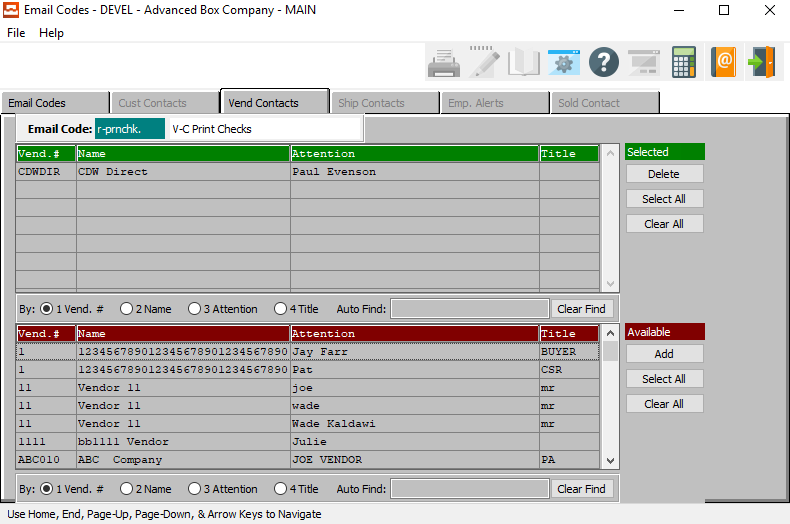 Email Codes - DEVEL - Advanced Box Company - MAIN
File Help
Email Codes Cust Contacts Vend Contacts Ship Contacts Emp. Alerts Sold Contact
Email Code: r-prnchk. V-C Print Checks
Vend.# Name Attention Title Selected
CDWDIR CDW Direct Paul Evenson Delete
Select All
Clear All
By: 1 Vend. # 2 Name 3 Attention 4 Title Auto Find: Clear Find
Vend.# Name Attention Title Available
1 123456789012345678901234567890 Jay Farr BUYER Add
1 123456789012345678901234567890 Pat CSR
11 Vendor 11 joe mr Select All
11 Vendor 11 wade mr Clear All
11 Vendor 11 Wade Kaldawi mr
1111 bb1111 Vendor Julie
ABC010 ABC  Company JOE VENDOR PA
By: 1 Vend. # 2 Name 3 Attention 4 Title Auto Find: Clear Find
Use Home, End, Page-Up, Page-Down, & Arrow Keys to Navigate